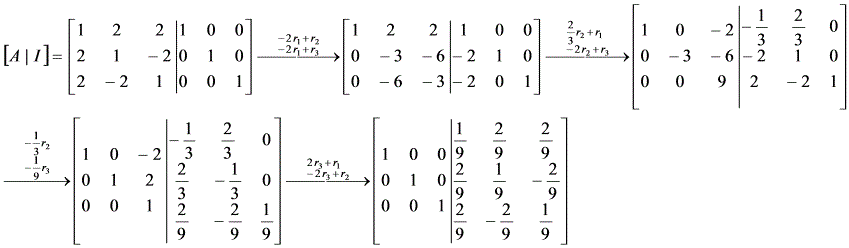 [A | I] = [1 2 2 | 1 0 0; 2 1 −2 | 0 1 0; 2 −2 1 | 0 0 1] −2r₁+r₂, −2r₁+r₃ → [1 2 2 | 1 0 0; 0 −3 −6 | −2 1 0; 0 −6 −3 | −2 0 1] 2/3 r₂+r₁, −2r₂+r₃ → [1 0 −2 | −1/3 2/3 0; 0 −3 −6 | −2 1 0; 0 0 9 | 2 −2 1]
−1/3 r₂, −1/9 r₃ → [1 0 −2 | −1/3 2/3 0; 0 1 2 | 2/3 −1/3 0; 0 0 1 | 2/9 −2/9 1/9] 2r₃+r₁, −2r₃+r₂ → [1 0 0 | 1/9 2/9 2/9; 0 1 0 | 2/9 1/9 −2/9; 0 0 1 | 2/9 −2/9 1/9]